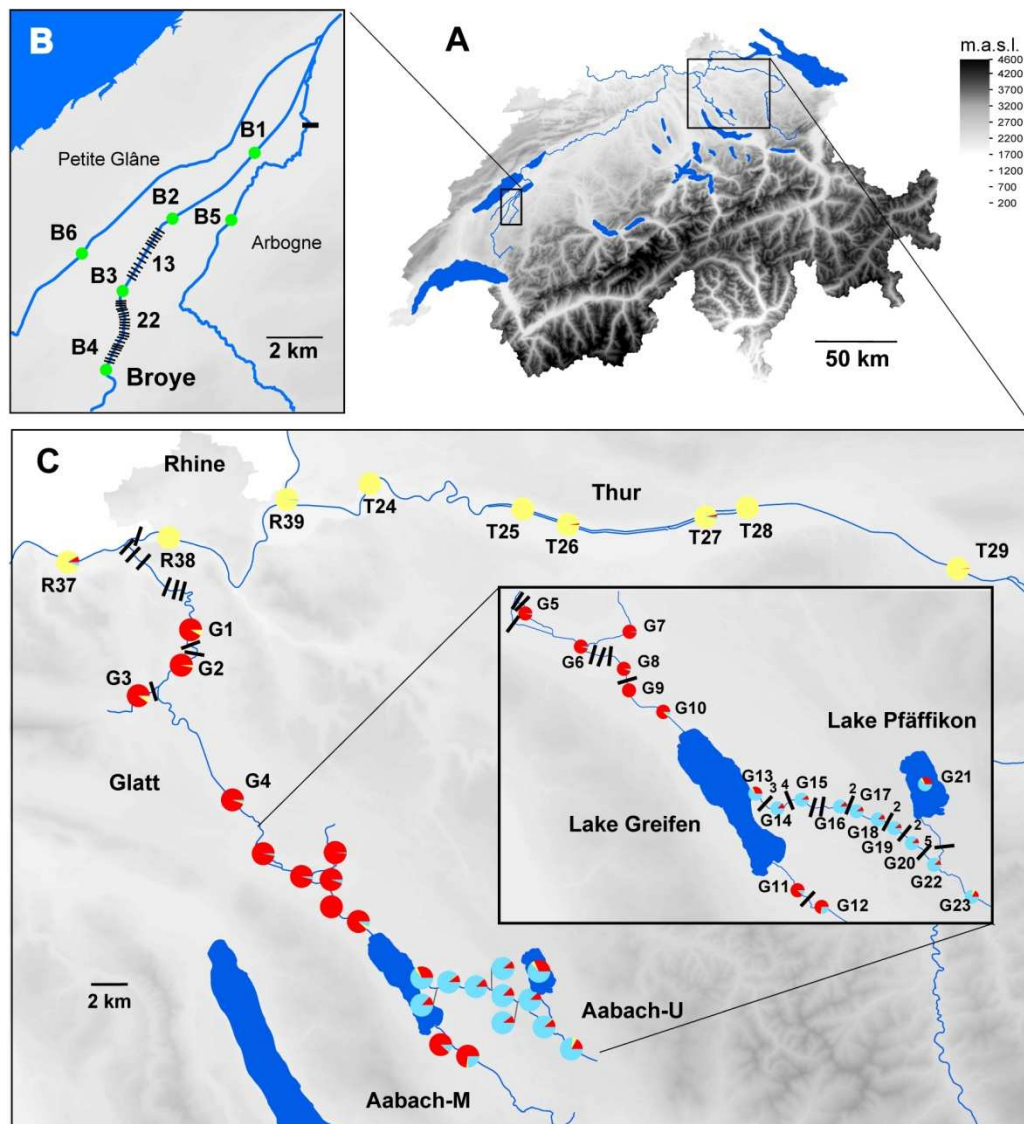 B
A
m.a.s.l.
4600
4200
3700
3200
2700
2200
1700
1200
700
200
B1
Petite Glâne
B2
B5
B6
Arbogne
13
B3
22
B4
2 km
Broye
50 km
C
Rhine
R39
T24
Thur
T25
T26
T27
T28
T29
R37
R38
G1
G2
G3
Glatt
G4
G5
G7
G6
G8
G9
G10
Lake Pfäffikon
G13
3
4
G15
2
G17
G21
G14
G16
2
Lake Greifen
G18
2
G19
5
G20
G22
G11
G12
G23
2 km
Aabach-U
Aabach-M